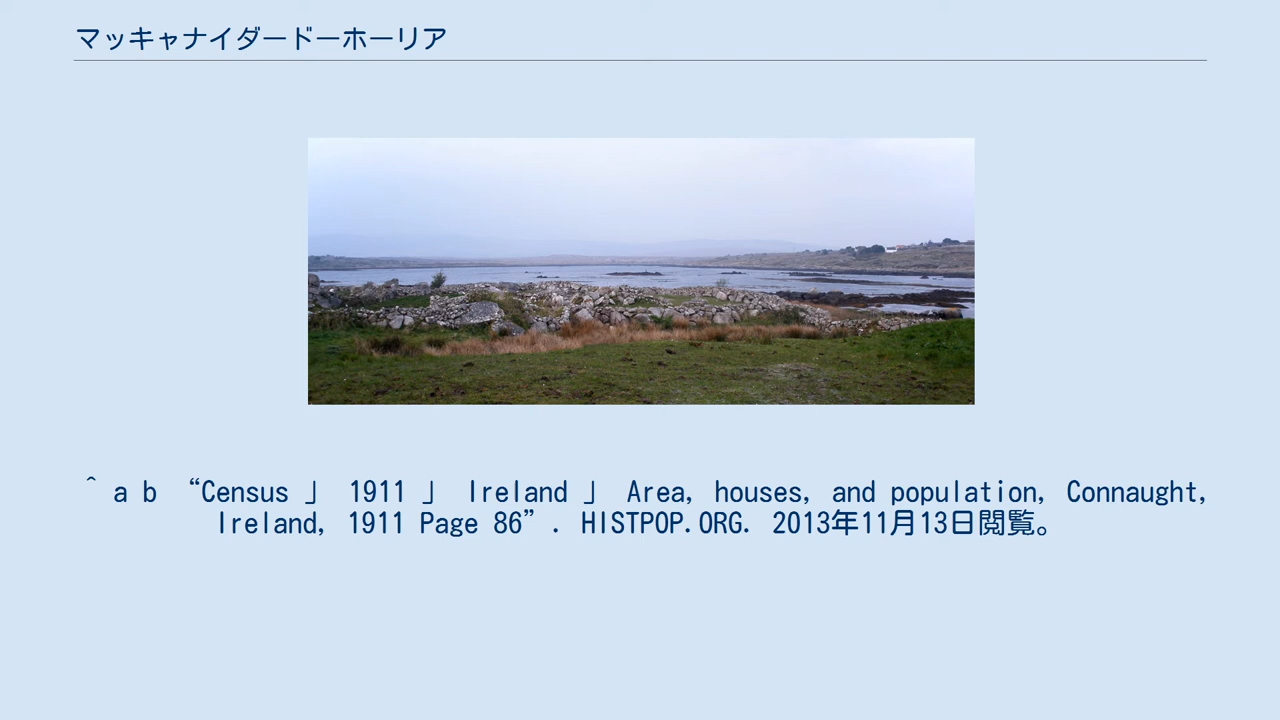 マッキャナイダードーホーリア
^ a b “Census 」 1911 」 Ireland 」 Area, houses, and population, Connaught,
Ireland, 1911 Page 86”. HISTPOP.ORG. 2013年11月13日閲覧。